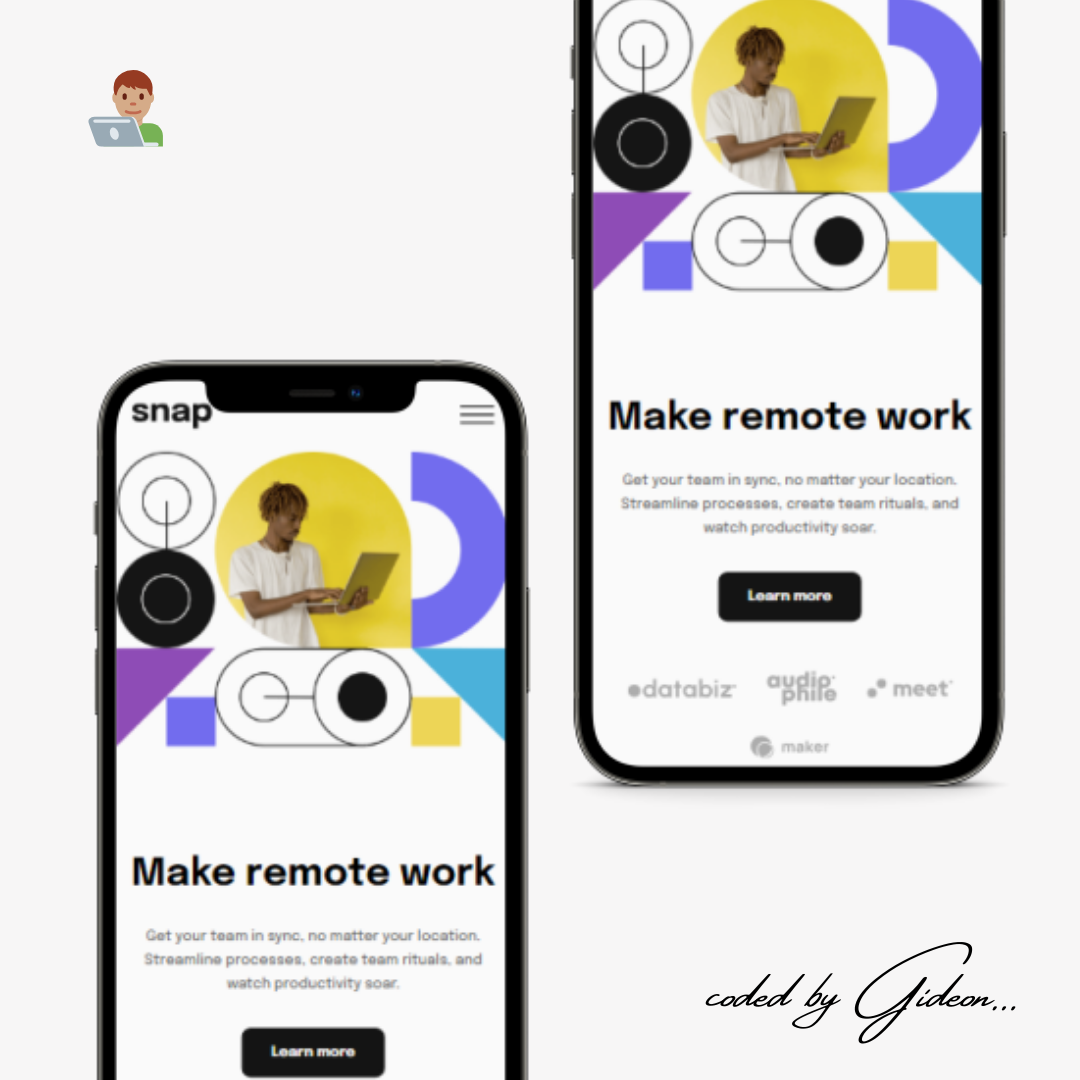 snap
Make remote work
Get your team in sync, no matter your location.
Streamline processes, create team rituals, and
watch productivity soar.
Learn more
Make remote work
Get your team in sync, no matter your location.
Streamline processes, create team rituals, and
watch productivity soar.
Learn more
databiz
audio
phile
meet
maker
coded by Gideon...